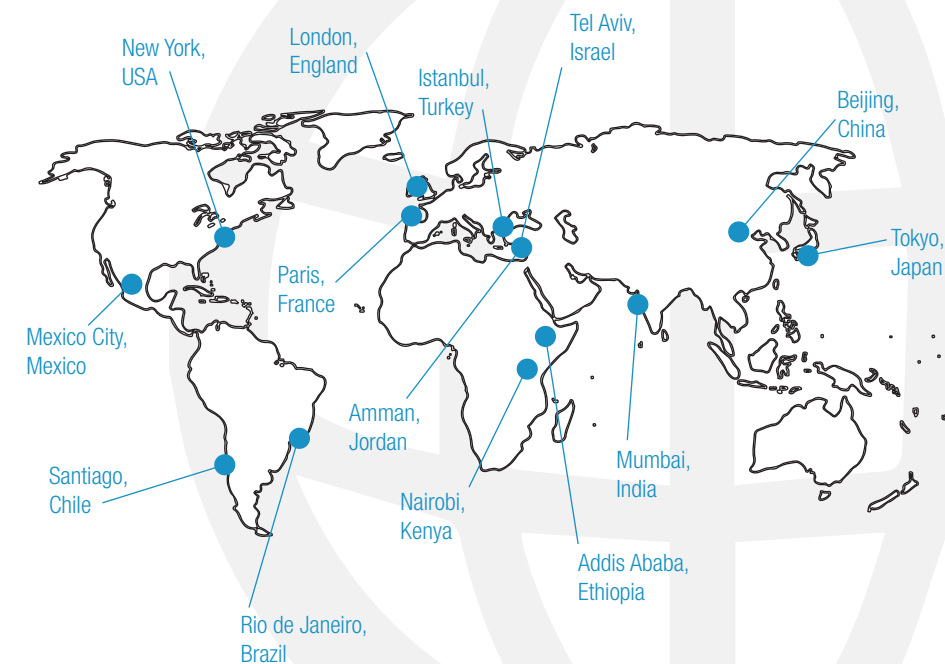 New York,
USA
London,
England
Tel Aviv,
Israel
Istanbul,
Turkey
Beijing,
China
Tokyo,
Japan
Paris,
France
Mexico City,
Mexico
Amman,
Jordan
Santiago,
Chile
Mumbai,
India
Nairobi,
Kenya
Addis Ababa,
Ethiopia
Rio de Janeiro,
Brazil